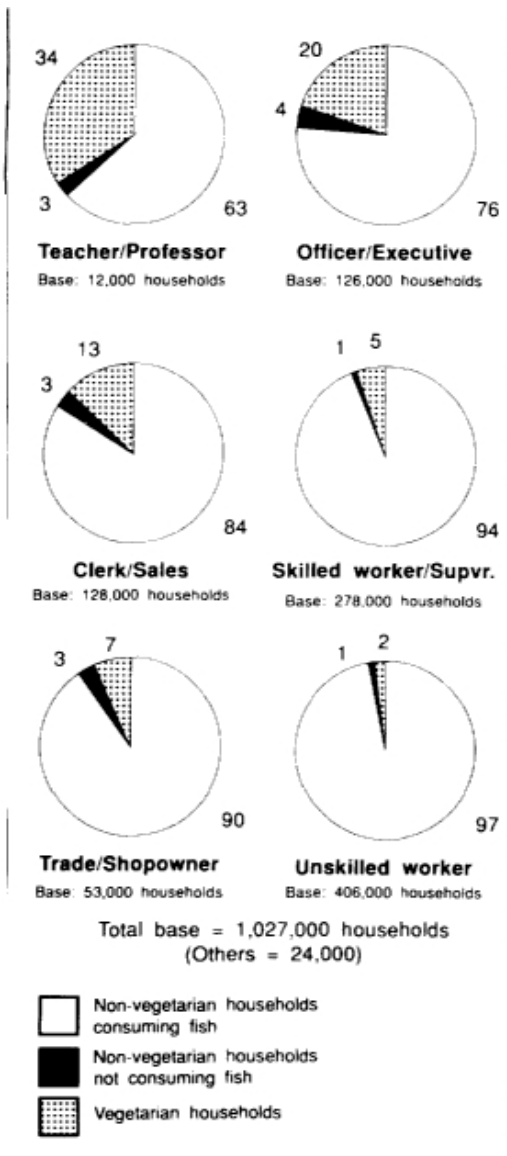 34
3
63
Teacher/Professor
Base: 12,000 households
20
4
76
Officer/Executive
Base: 126,000 households
13
3
84
Clerk/Sales
Base: 128,000 households
1 5
94
Skilled worker/Supvr.
Base: 278,000 households
3 7
90
Trade/Shopowner
Base: 53,000 households
1 2
97
Unskilled worker
Base: 406,000 households
Total base = 1,027,000 households
(Others = 24,000)
Non-vegetarian households
consuming fish
Non-vegetarian households
not consuming fish
Vegetarian households